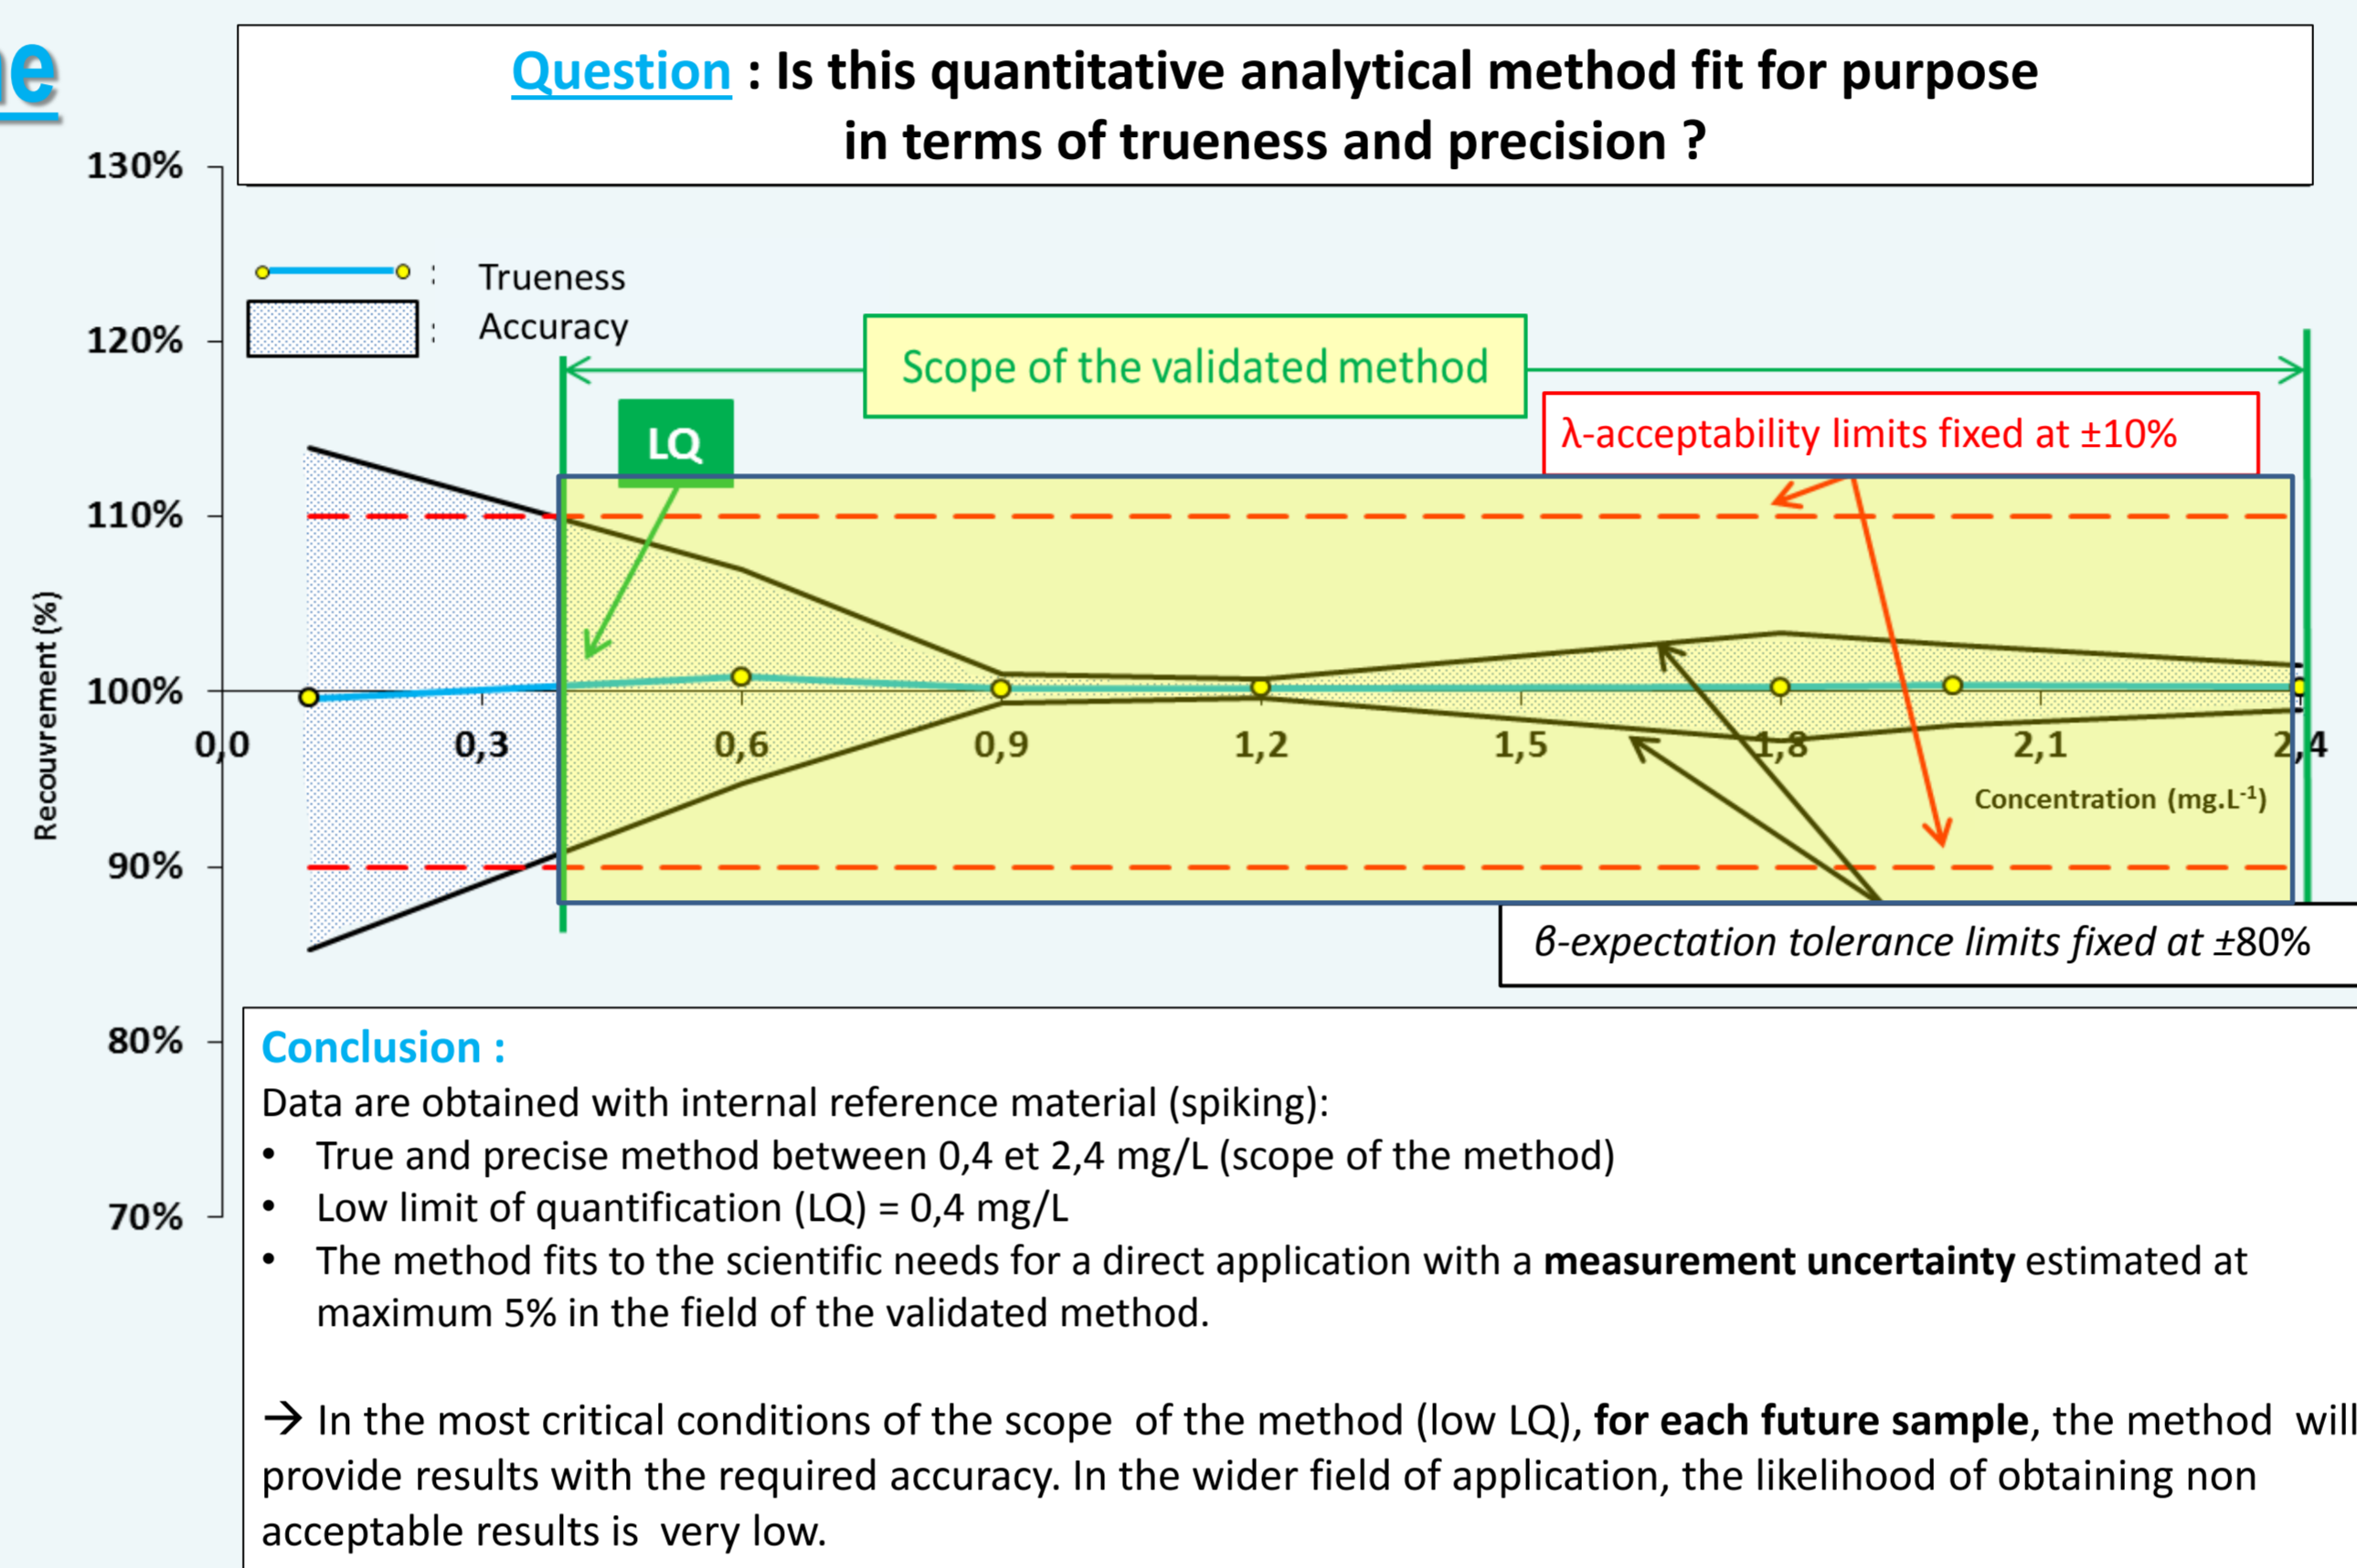 ne
Question : Is this quantitative analytical method fit for purpose
in terms of trueness and precision ?
130%
120%
110%
100%
90%
80%
70%
Recouvrement (%)
: Trueness
: Accuracy
Scope of the validated method
LQ
λ-acceptability limits fixed at ±10%
0,0 0,3 0,6 0,9 1,2 1,5 1,8 2,1 2,4
Concentration (mg.L-1)
β-expectation tolerance limits fixed at ±80%
Conclusion :
Data are obtained with internal reference material (spiking):
• True and precise method between 0,4 et 2,4 mg/L (scope of the method)
• Low limit of quantification (LQ) = 0,4 mg/L
• The method fits to the scientific needs for a direct application with a measurement uncertainty estimated at
maximum 5% in the field of the validated method.
→ In the most critical conditions of the scope of the method (low LQ), for each future sample, the method will
provide results with the required accuracy. In the wider field of application, the likelihood of obtaining non
acceptable results is very low.